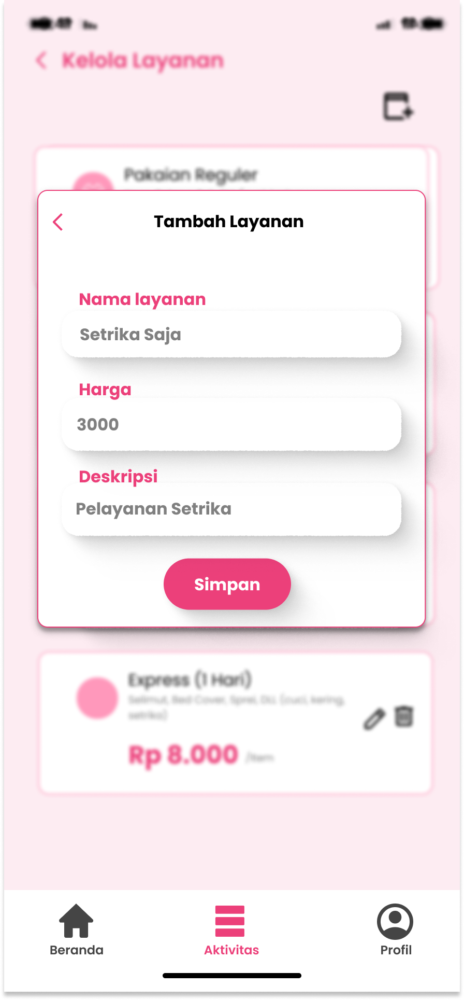 Kelola Layanan
Pakaian Reguler
Tambah Layanan
Nama layanan
Setrika Saja
Harga
3000
Deskripsi
Pelayanan Setrika
Simpan
Express (1 Hari)
Selimut, Bed Cover, Sprei, DLL (cuci, kering,
setrika)
Rp 8.000 /item
Beranda
Aktivitas
Profil